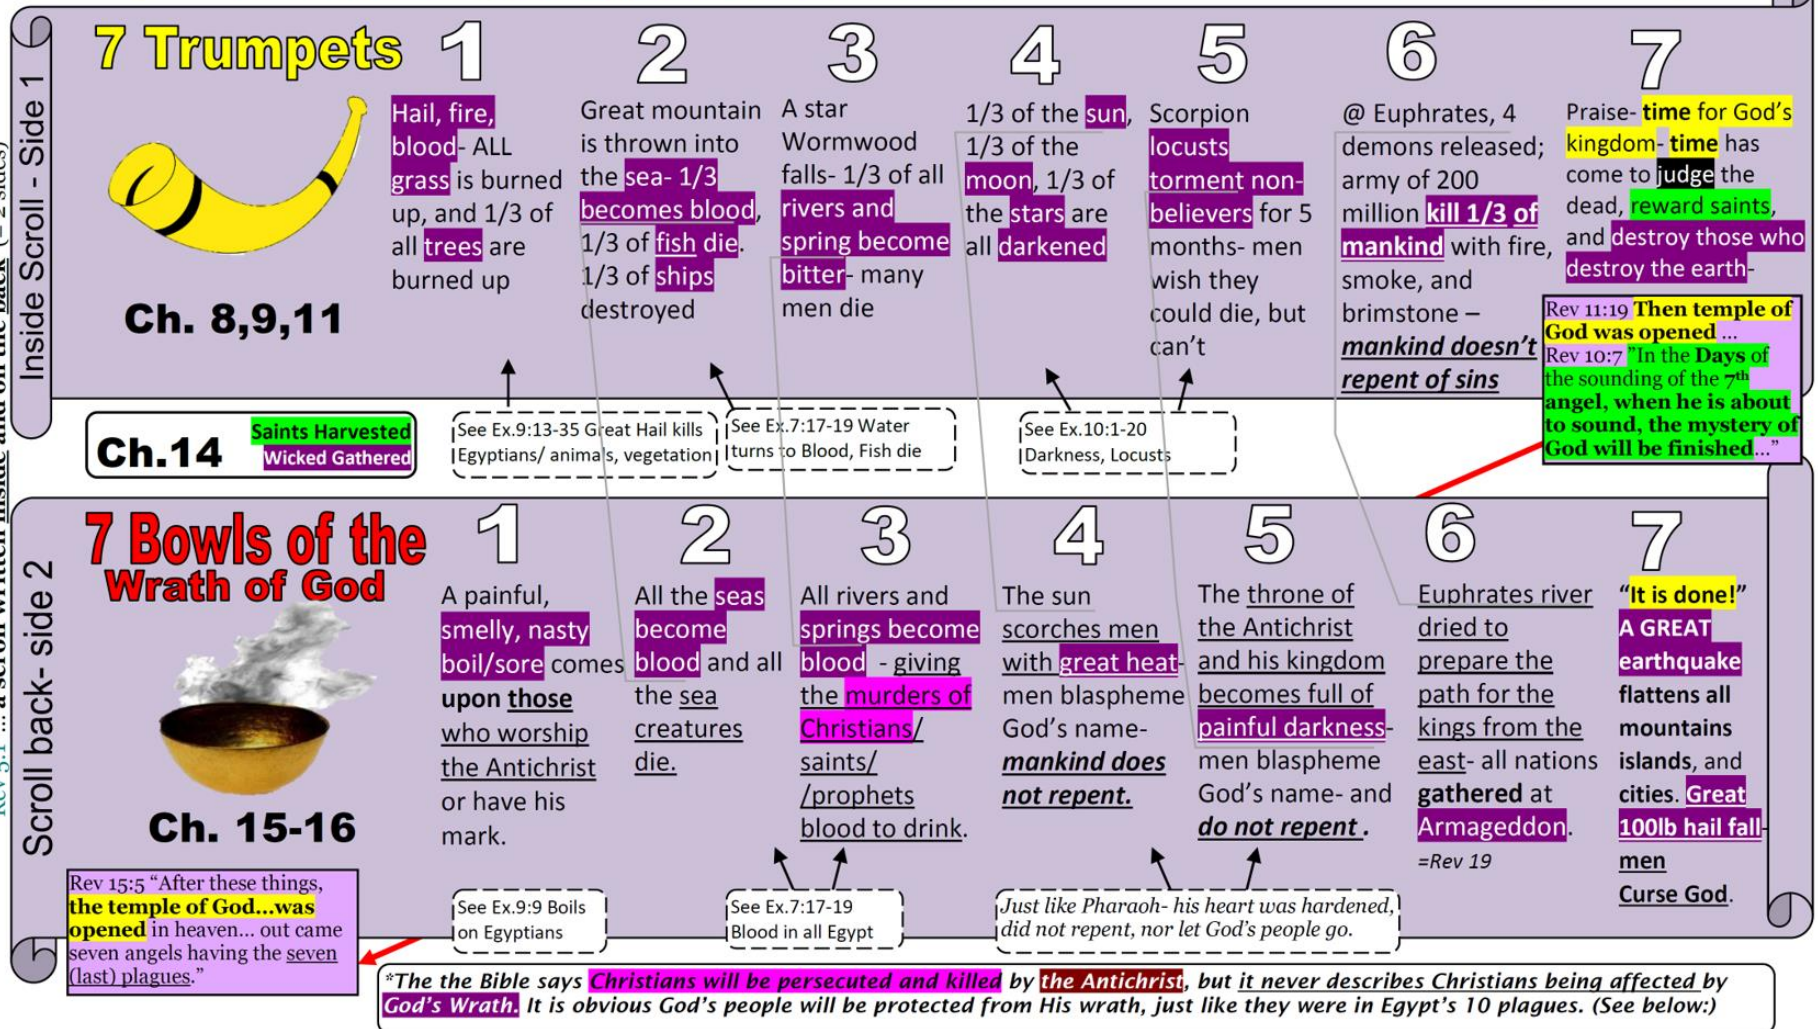 7 Trumpets
Ch. 8,9,11
Inside Scroll - Side 1
1
Hail, fire,
blood- ALL
grass is burned
up, and 1/3 of
all trees are
burned up
2
Great mountain
is thrown into
the sea- 1/3
becomes blood,
1/3 of fish die.
1/3 of ships
destroyed
3
A star
Wormwood
falls- 1/3 of all
rivers and
spring become
bitter- many
men die
4
1/3 of the sun,
1/3 of the
moon, 1/3 of
the stars are
all darkened
5
Scorpion
locusts
torment non-
believers for 5
months- men
wish they
could die, but
can't
6
@ Euphrates, 4
demons released;
army of 200
million kill 1/3 of
mankind with fire,
smoke, and
brimstone –
mankind doesn't
repent of sins
7
Praise- time for God's
kingdom- time has
come to judge the
dead, reward saints,
and destroy those who
destroy the earth-
Rev 11:19 Then temple of
God was opened ...
Rev 10:7 "In the Days of
the sounding of the 7th
angel, when he is about
to sound, the mystery of
God will be finished..."
Ch.14
Saints Harvested
Wicked Gathered
See Ex.9:13-35 Great Hail kills
Egyptians/ animals, vegetation
See Ex.7:17-19 Water
turns to Blood, Fish die
See Ex.10:1-20
Darkness, Locusts
7 Bowls of the
Wrath of God
Ch. 15-16
Scroll back- side 2
1
A painful,
smelly, nasty
boil/sore comes
upon those
who worship
the Antichrist
or have his
mark.
2
All the seas
become
blood and all
the sea
creatures
die.
3
All rivers and
springs become
blood - giving
the murders of
Christians/
saints/
/prophets
blood to drink.
4
The sun
scorches men
with great heat-
men blaspheme
God's name-
mankind does
not repent.
5
The throne of
the Antichrist
and his kingdom
becomes full of
painful darkness-
men blaspheme
God's name- and
do not repent .
6
Euphrates river
dried to
prepare the
path for the
kings from the
east- all nations
gathered at
Armageddon.
=Rev 19
7
"It is done!"
A GREAT
earthquake
flattens all
mountains
islands, and
cities. Great
100lb hail fall-
men
Curse God.
Rev 15:5 "After these things,
the temple of God...was
opened in heaven... out came
seven angels having the seven
(last) plagues."
See Ex.9:9 Boils
on Egyptians
See Ex.7:17-19
Blood in all Egypt
Just like Pharaoh- his heart was hardened,
did not repent, nor let God's people go.
*The the Bible says Christians will be persecuted and killed by the Antichrist, but it never describes Christians being affected by
God's Wrath. It is obvious God's people will be protected from His wrath, just like they were in Egypt's 10 plagues. (See below:)